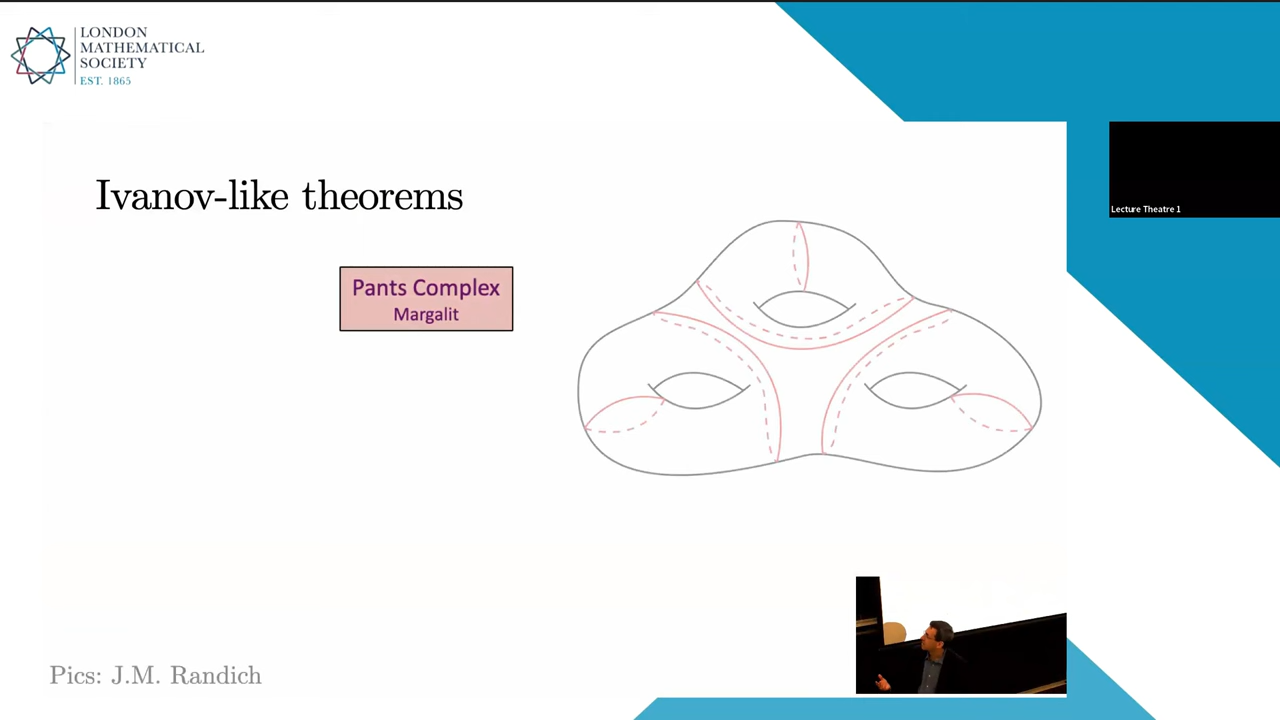 LONDON
MATHEMATICAL
SOCIETY
EST. 1865
Lecture Theatre 1
Ivanov-like theorems
Pants Complex
Margalit
Pics: J.M. Randich